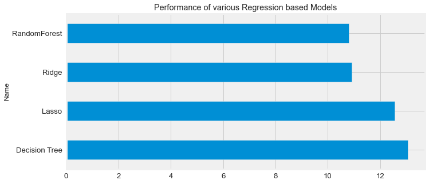 Performance of various Regression based Models
RandomForest
Ridge
Lasso
Decision Tree
Name
0 2 4 6 8 10 12